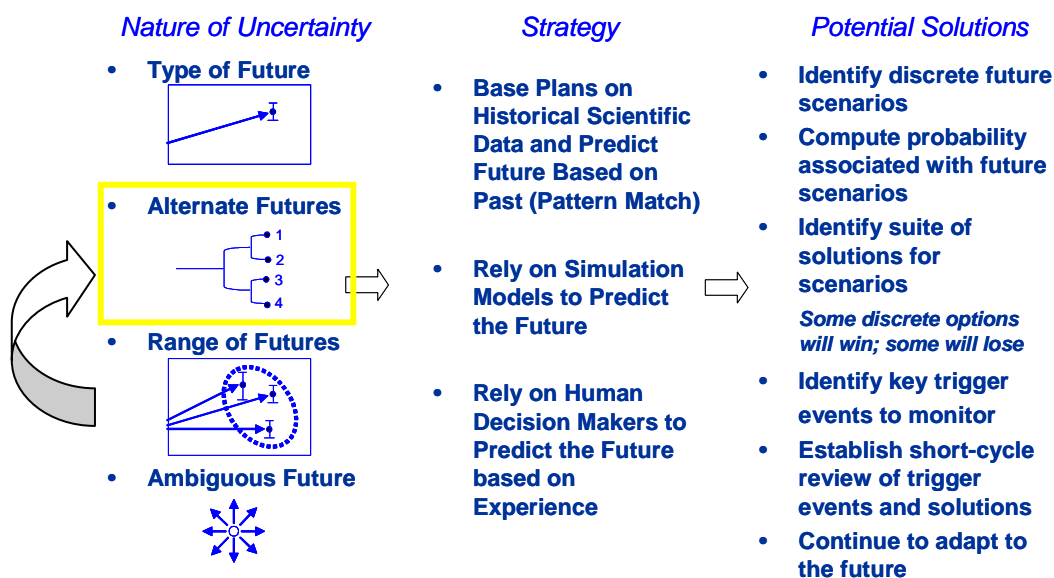 Nature of Uncertainty
• Type of Future
• Alternate Futures
1
2
3
4
• Range of Futures
• Ambiguous Future
Strategy
• Base Plans on
Historical Scientific
Data and Predict
Future Based on
Past (Pattern Match)
• Rely on Simulation
Models to Predict
the Future
• Rely on Human
Decision Makers to
Predict the Future
based on
Experience
Potential Solutions
• Identify discrete future
scenarios
• Compute probability
associated with future
scenarios
• Identify suite of
solutions for
scenarios
Some discrete options
will win; some will lose
• Identify key trigger
events to monitor
• Establish short-cycle
review of trigger
events and solutions
• Continue to adapt to
the future